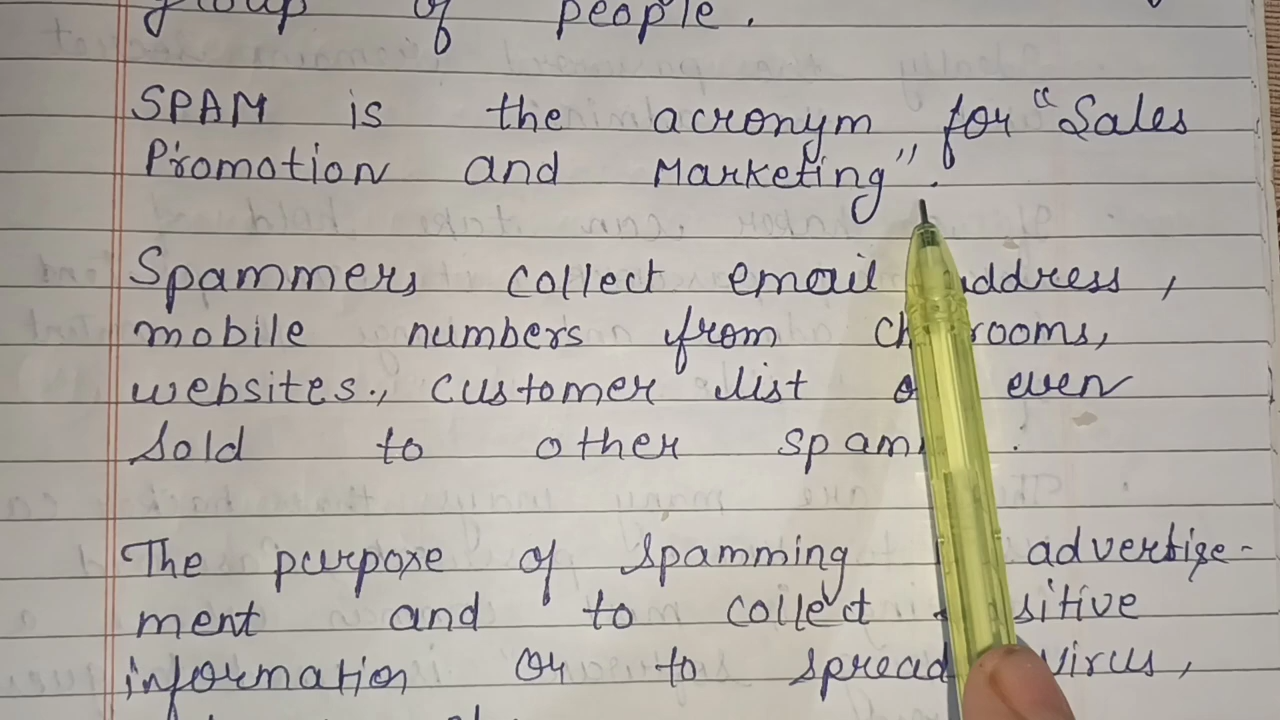 group of people.
SPAM is the acronym for "Sales
Promotion and Marketing".
Spammers collect email address,
mobile numbers from rooms,
websites., customer list even
sold to other
The purpose of spamming advertize-
ment and to collect
information or to spread virus,